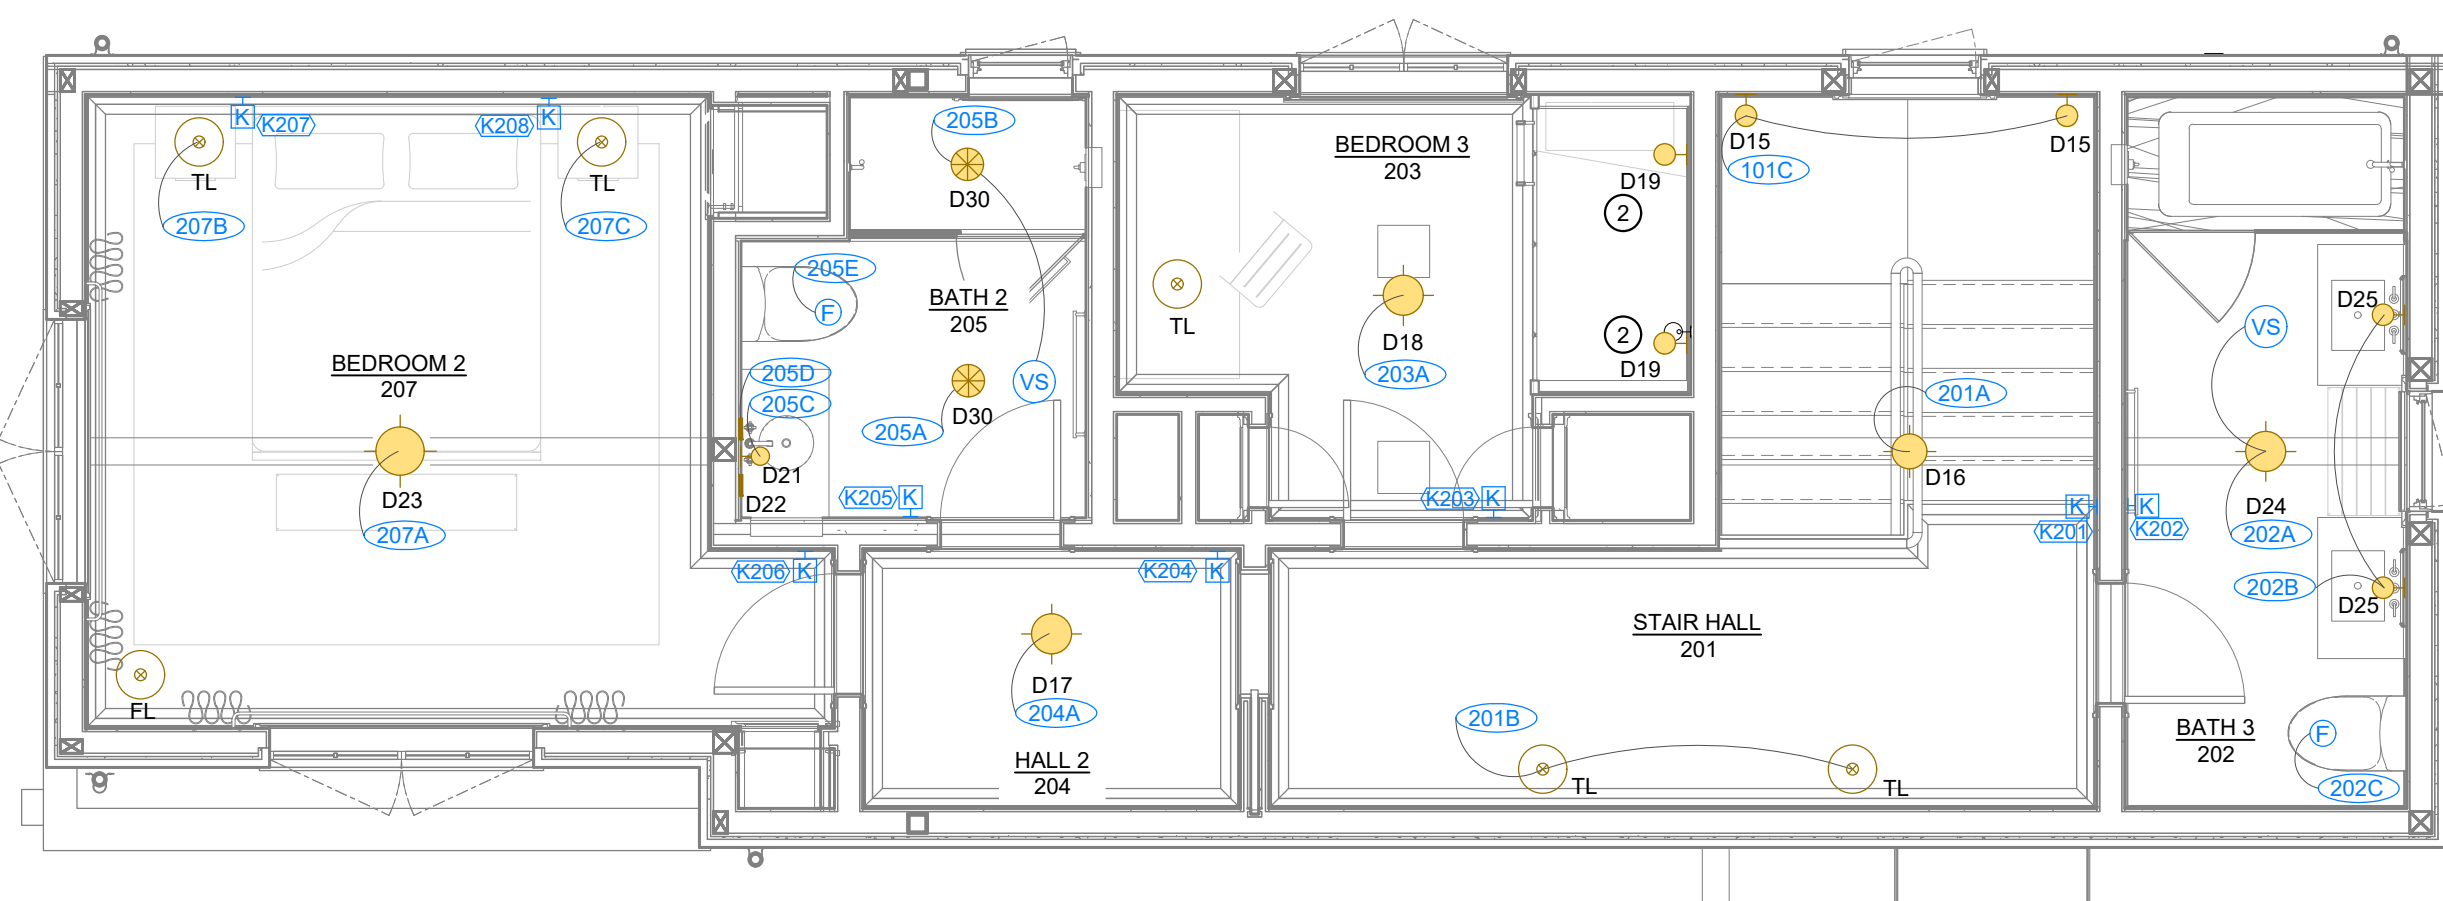 K
K207
K208
K
TL
TL
207B
207C
BEDROOM 2
207
D23
207A
FL
205B
D30
205E
F
BATH 2
205
205D
205C
VS
D30
205A
D21
D22
K205
K
K206
K
K204
K
D17
204A
HALL 2
204
BEDROOM 3
203
TL
D18
203A
D19
2
2
D19
K203
K
D15
101C
D15
201A
D16
K
K201
STAIR HALL
201
201B
TL
TL
D25
VS
K
K202
D24
202A
202B
D25
BATH 3
202
F
202C